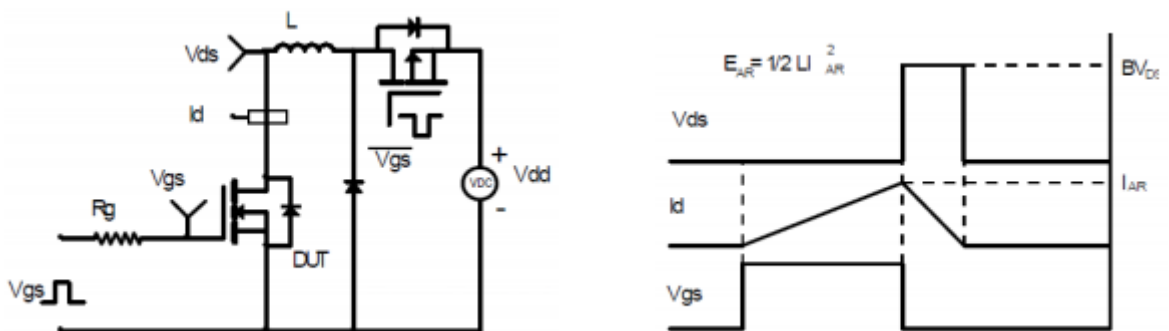 L
Vds
Id
Vgs
Vgs
+
VDC
Vdd
-
Rg
DUT
Vgs
E AR = 1/2 LI 2 AR
BVDS
Vds
I AR
Id
Vgs